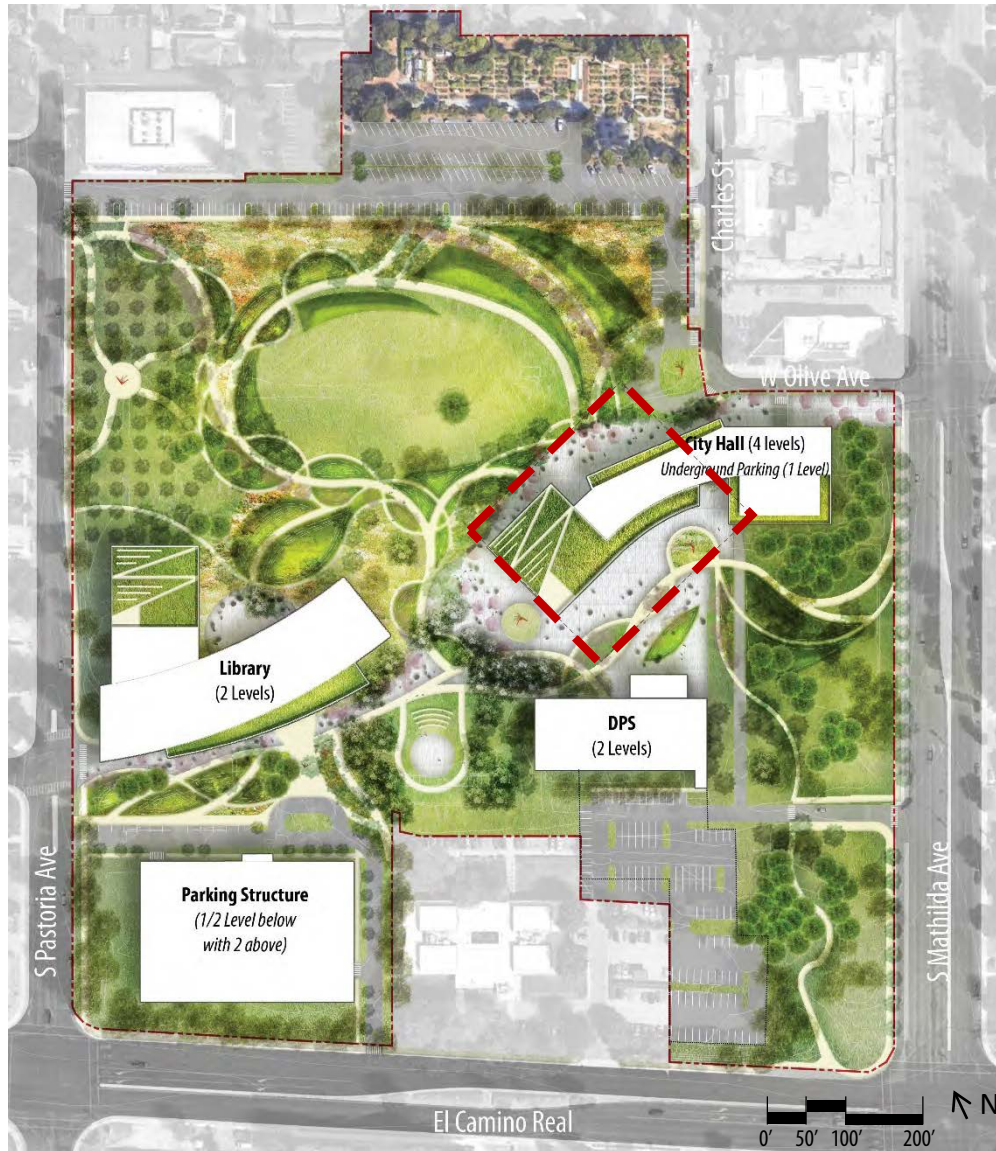 Charles St
W Olive Ave
City Hall (4 levels)
Underground Parking (1 Level)
Library
(2 Levels)
DPS
(2 Levels)
S Pastoria Ave
Parking Structure
(1/2 Level below
with 2 above)
S Mathilda Ave
El Camino Real
N
0' 50' 100' 200'